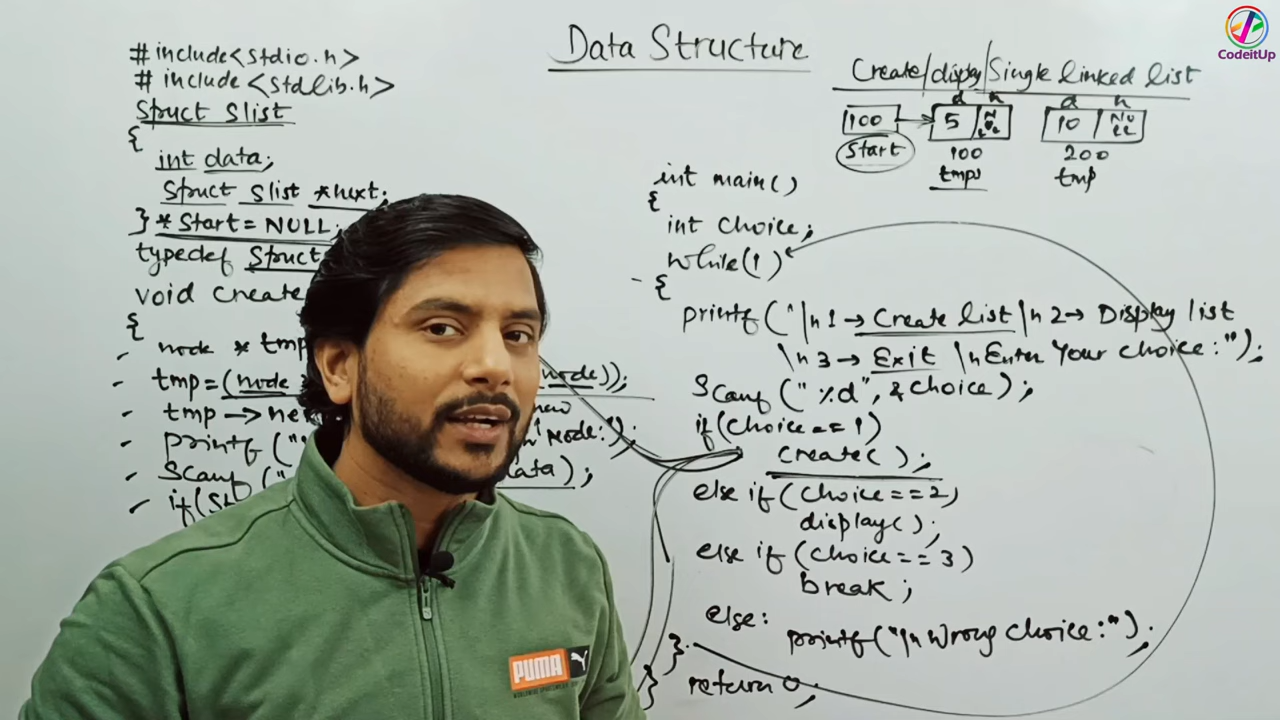 Data Structure
CodeitUp
#include<stdio.h>
#include<stdlib.h>
Struct Slist
{
int data;
Struct Slist *next;
} *Start = NULL;
typedef Struct
void Create
{
node * tmp
tmp=(node node));
tmp → ne new
printf(" Node:");
Scanf(" data);
if(St
Create/display/Single linked list
d n d n
100 → 5 NULL 10 NULL
Start 100 200
tmp tmp
int main()
{
int choice;
while(1)
{
printf("\n 1→ Create list \n 2→ Display list
\n 3 → Exit \n Enter Your choice:");
Scanf("%d", &choice);
if(choice==1)
Create();
else if(choice==2)
display();
else if (choice==3)
break;
else:
printf("\n Wrong choice:");
}
return 0;
}
PUMA